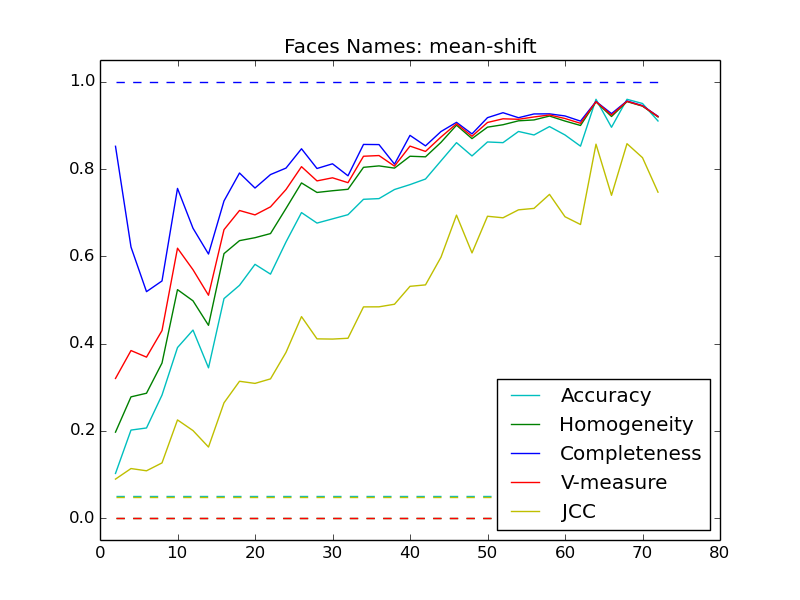 Faces Names: mean-shift
1.0
0.8
0.6
0.4
0.2
0.0
Accuracy
Homogeneity
Completeness
V-measure
JCC
0 10 20 30 40 50 60 70 80